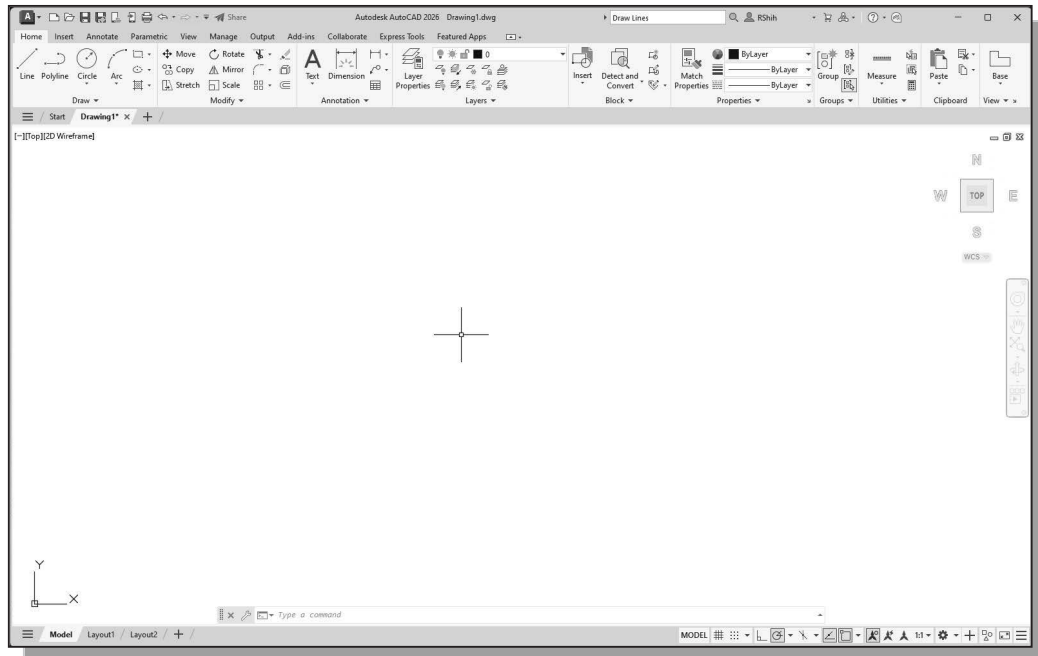 A Share Autodesk AutoCAD 2026 Drawing1.dwg Draw Lines RShih
Home Insert Annotate Parametric View Manage Output Add-ins Collaborate Express Tools Featured Apps
Line Polyline Circle Arc Move Copy Stretch Rotate Mirror Scale A Text Dimension Layer Properties 0 Insert Detect and Convert Match Properties ByLayer ByLayer ByLayer Group Measure Paste Base
Draw Modify Annotation Layers Block Properties Groups Utilities Clipboard View
Start Drawing1*
[−][Top][2D Wireframe]
N
W TOP E
S
WCS
Y
X
Type a command
Model Layout1 Layout2 MODEL 1:1